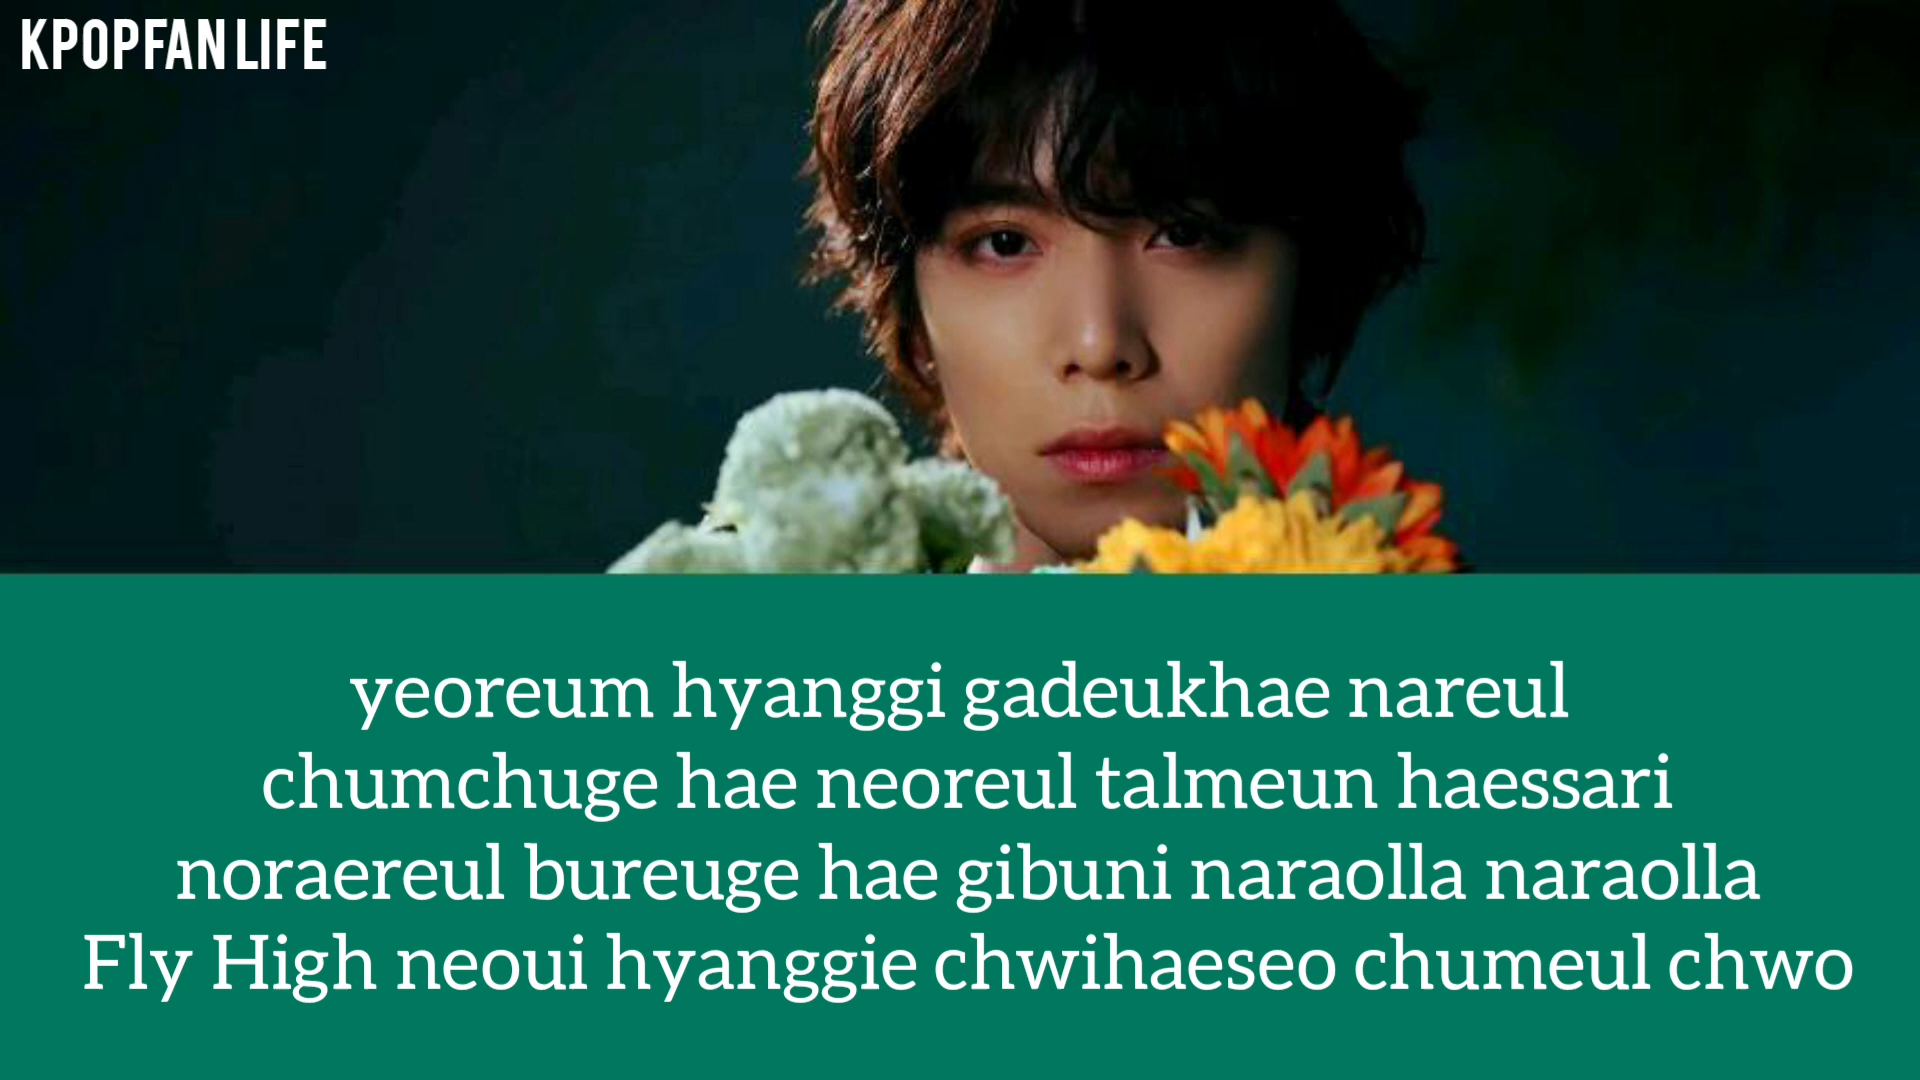 KPOPFAN LIFE
yeoreum hyanggi gadeukhae nareul
chumchuge hae neoreul talmeun haessari
noraereul bureuge hae gibuni naraolla naraolla
Fly High neoui hyanggie chwihaeseo chumeul chwo